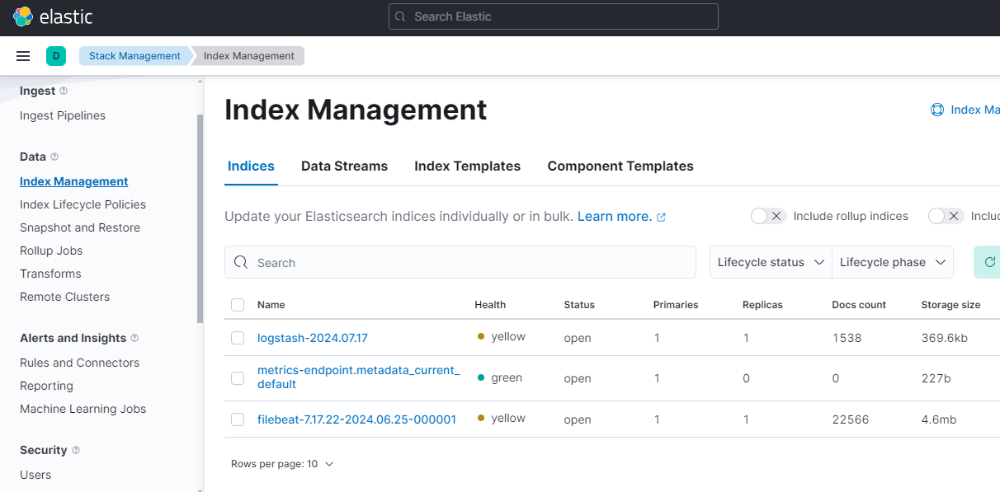 elastic
Search Elastic
D
Stack Management
Index Management
Ingest
Ingest Pipelines
Data
Index Management
Index Lifecycle Policies
Snapshot and Restore
Rollup Jobs
Transforms
Remote Clusters
Alerts and Insights
Rules and Connectors
Reporting
Machine Learning Jobs
Security
Users
Index Management
Index Ma
Indices Data Streams Index Templates Component Templates
Update your Elasticsearch indices individually or in bulk. Learn more.
Include rollup indices
Inclu
Search
Lifecycle status Lifecycle phase
Name Health Status Primaries Replicas Docs count Storage size
logstash-2024.07.17 yellow open 1 1 1538 369.6kb
metrics-endpoint.metadata_current_
default green open 1 0 0 227b
filebeat-7.17.22-2024.06.25-000001 yellow open 1 1 22566 4.6mb
Rows per page: 10